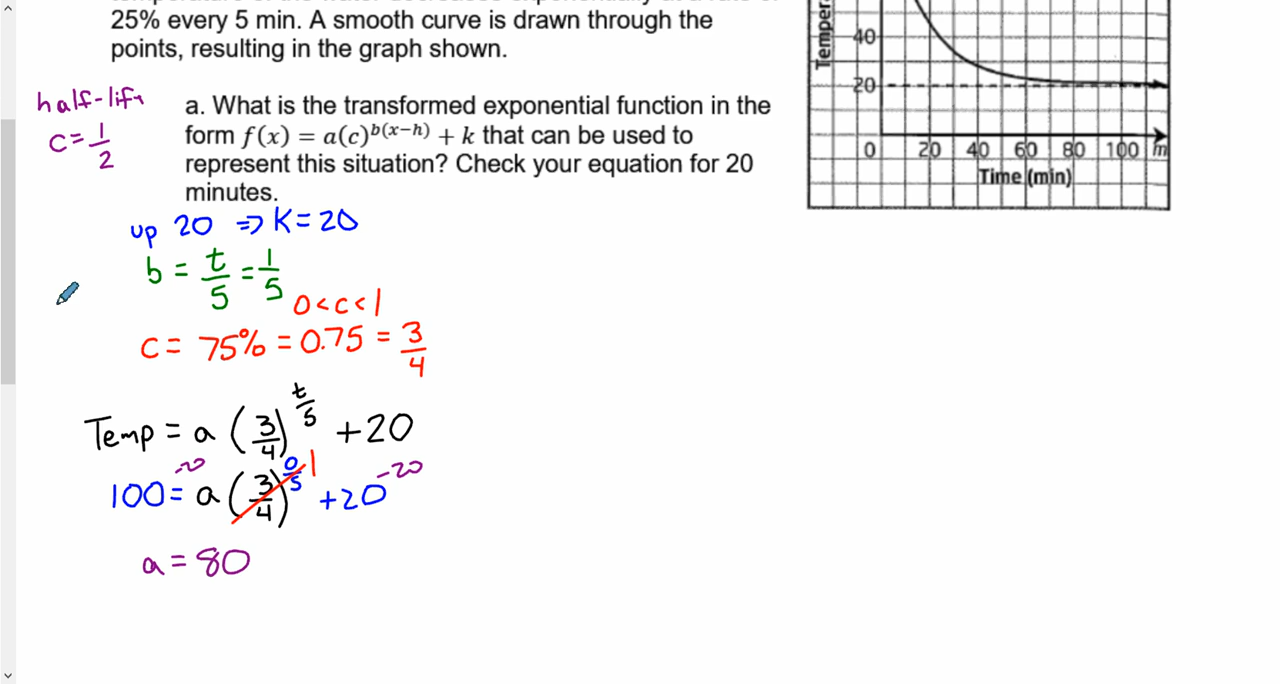 25% every 5 min. A smooth curve is drawn through the
points, resulting in the graph shown.
half-life
c = 1/2
a. What is the transformed exponential function in the
form f(x) = a(c)^{b(x−h)} + k that can be used to
represent this situation? Check your equation for 20
minutes.
up 20 ⇒ K = 20
b = t/5 = 1/5
0 < c < 1
c = 75% = 0.75 = 3/4
Temp = a (3/4)^{t/5} + 20
-20 -20
100 = a (3/4)^{0/5} 1 + 20
a = 80
40
20
0 20 40 60 80 100 m
Time (min)